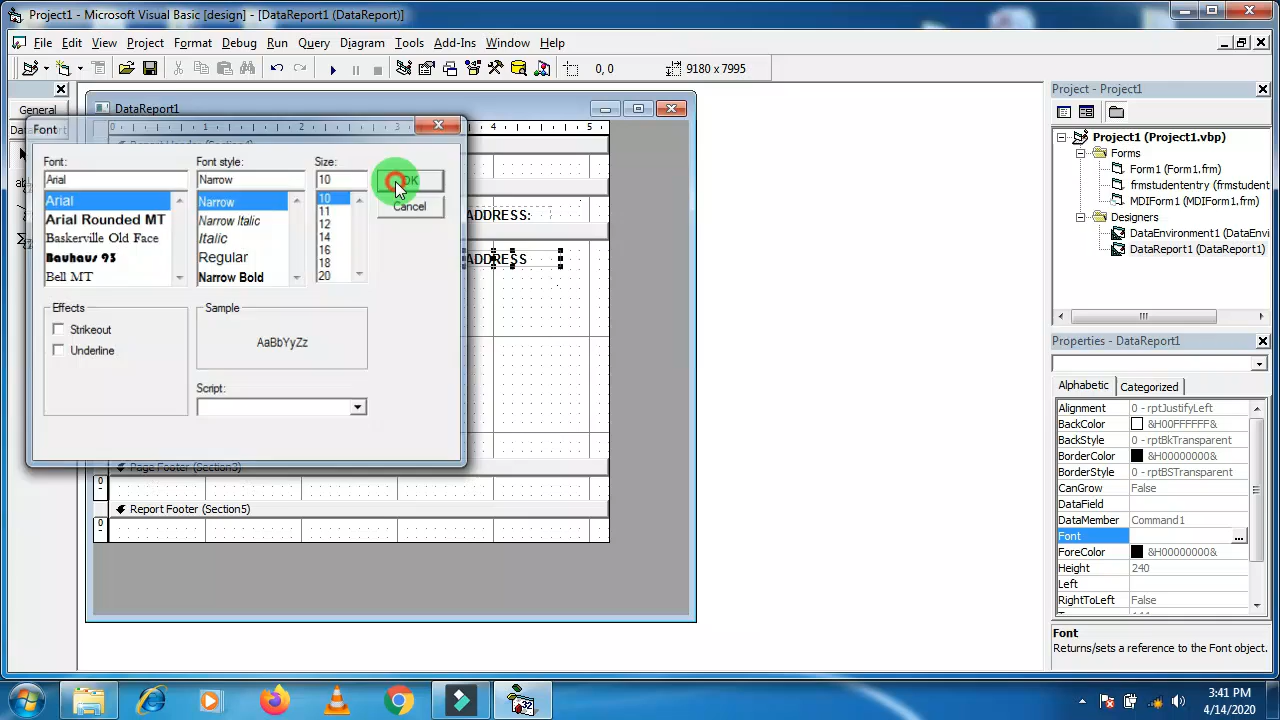 Project1 - Microsoft Visual Basic [design] - [DataReport1 (DataReport)]
File Edit View Project Format Debug Run Query Diagram Tools Add-Ins Window Help
0, 0 9180 x 7995
General
DataReport1
Font
Font: Font style: Size:
Arial Narrow 10 OK
Cancel
Arial
Arial Rounded MT
Baskerville Old Face
Bauhaus 93
Bell MT
Narrow
Narrow Italic
Italic
Regular
Narrow Bold
10
11
12
14
16
18
20
Effects
Strikeout
Underline
Sample
AaBbYyZz
Script:
0 1 3 4 5
ADDRESS:
ADDRESS
Page Footer (Section3)
Report Footer (Section5)
Project - Project1
Project1 (Project1.vbp)
Forms
Form1 (Form1.frm)
frmstudententry (frmstudent
MDIForm1 (MDIForm1.frm)
Designers
DataEnvironment1 (DataEnvi
DataReport1 (DataReport1)
Properties - DataReport1
Alphabetic Categorized
Alignment 0 - rptJustifyLeft
BackColor &H00FFFFFF&
BackStyle 0 - rptBkTransparent
BorderColor &H00000000&
BorderStyle 0 - rptBSTransparent
CanGrow False
DataField
DataMember Command1
Font ...
ForeColor &H00000000&
Height 240
Left
RightToLeft False
Font
Returns/sets a reference to the Font object.
3:41 PM
4/14/2020